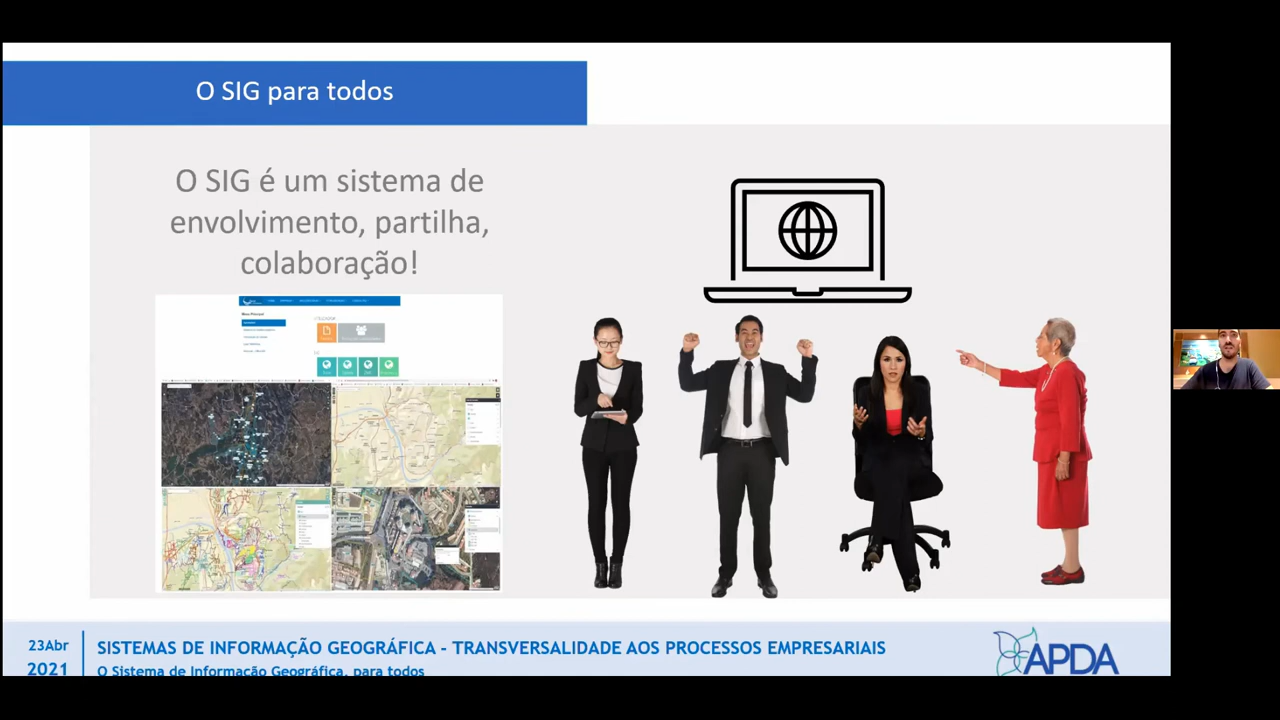 O SIG para todos
O SIG é um sistema de
envolvimento, partilha,
colaboração!
23Abr
2021
SISTEMAS DE INFORMAÇÃO GEOGRÁFICA - TRANSVERSALIDADE AOS PROCESSOS EMPRESARIAIS
O Sistema de Informação Geográfica, para todos
APDA